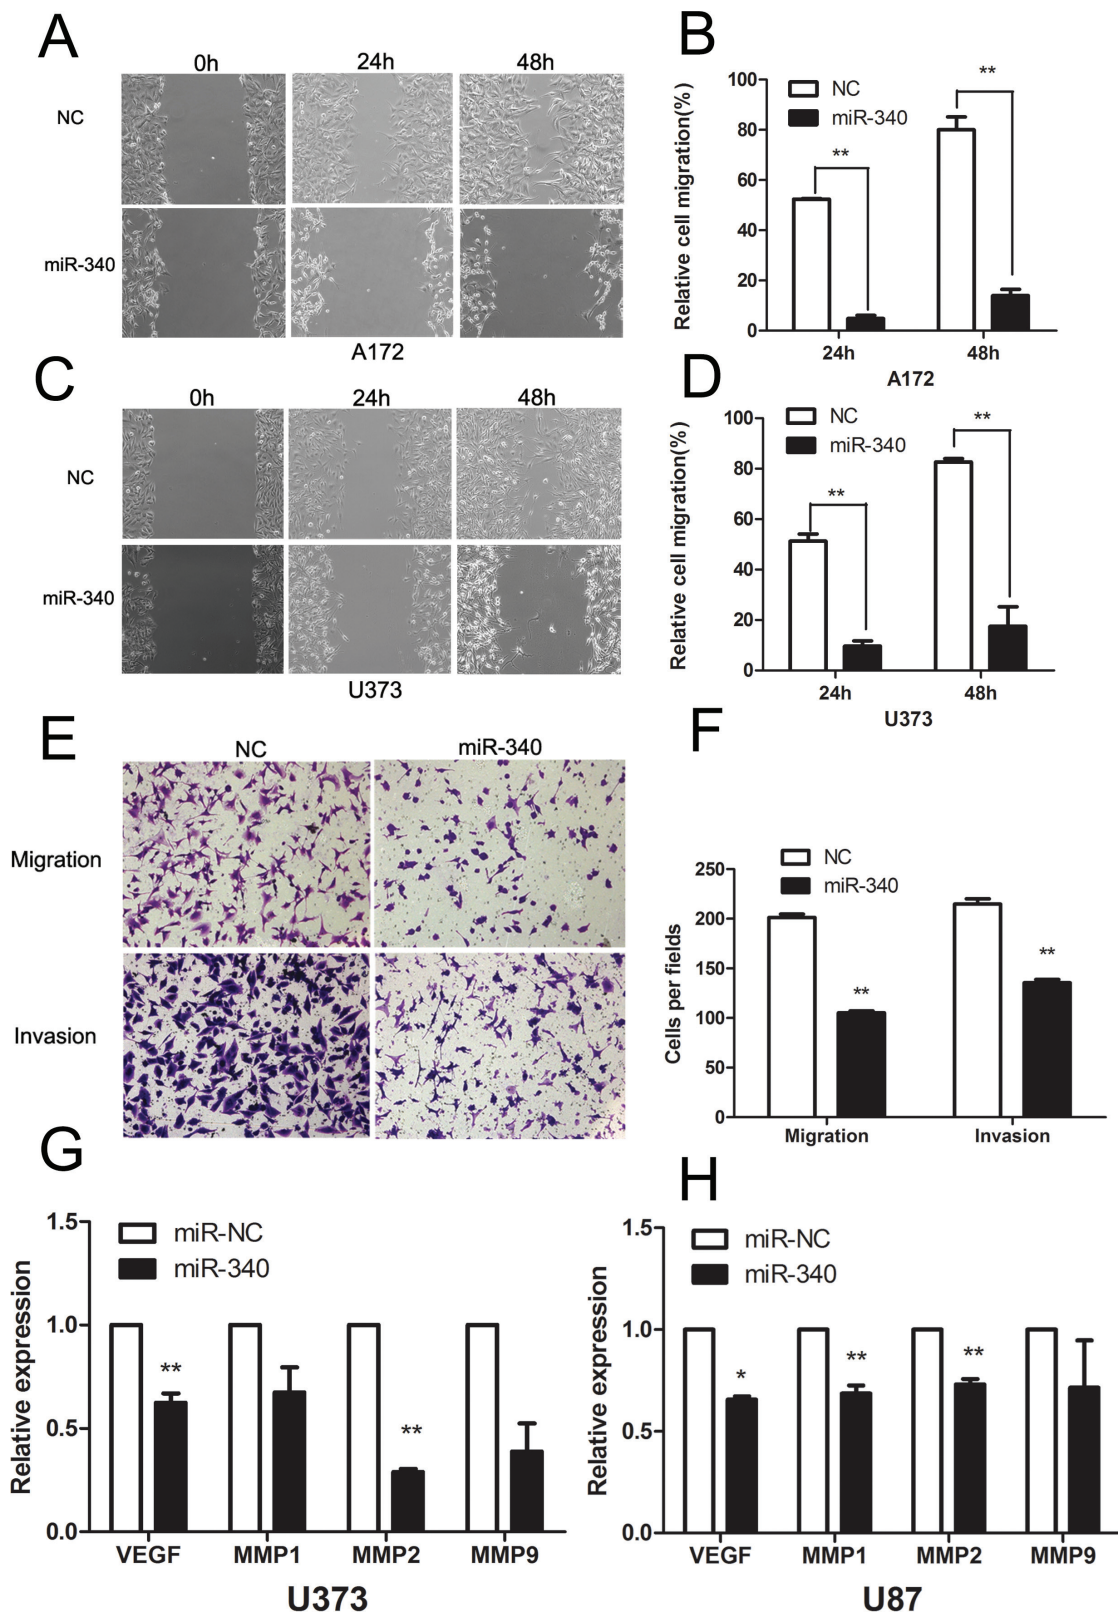 A
0h
24h
48h
NC
miR-340
A172
B
Relative cell migration(%)
100
80
60
40
20
0
NC
miR-340
**
**
24h
48h
A172
C
0h
24h
48h
NC
miR-340
U373
D
Relative cell migration(%)
100
80
60
40
20
0
NC
miR-340
**
**
24h
48h
U373
E
NC
miR-340
Migration
Invasion
F
Cells per fields
250
200
150
100
50
0
NC
miR-340
**
**
Migration
Invasion
G
Relative expression
1.5
1.0
0.5
0.0
miR-NC
miR-340
**
**
VEGF
MMP1
MMP2
MMP9
U373
H
Relative expression
1.5
1.0
0.5
0.0
miR-NC
miR-340
*
**
**
VEGF
MMP1
MMP2
MMP9
U87